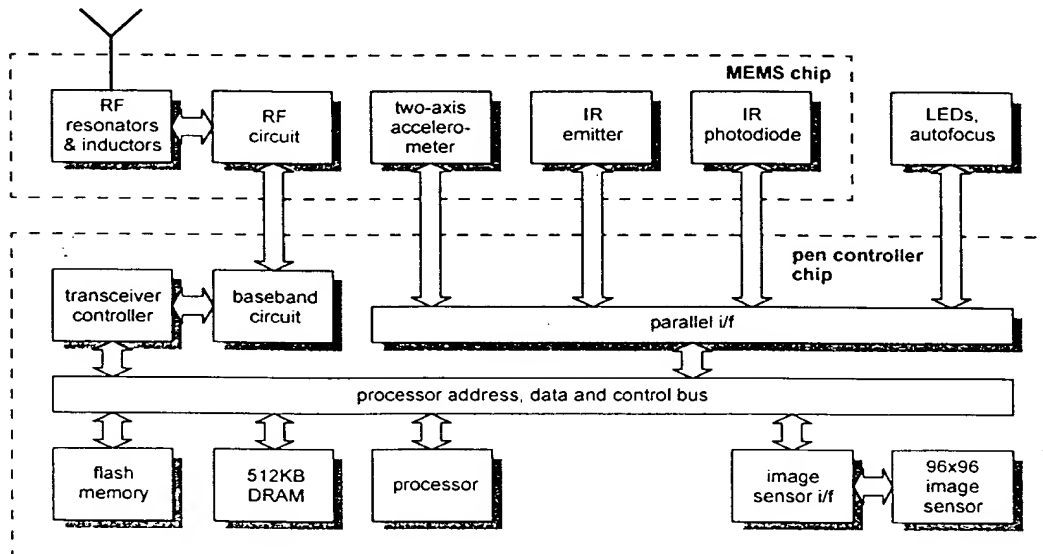 MEMS chip
RF
resonators
& inductors
RF
circuit
two-axis
accelero-
meter
IR
emitter
IR
photodiode
LEDs,
autofocus
pen controller
chip
transceiver
controller
baseband
circuit
parallel i/f
processor address, data and control bus
flash
memory
512KB
DRAM
processor
image
sensor i/f
96x96
image
sensor